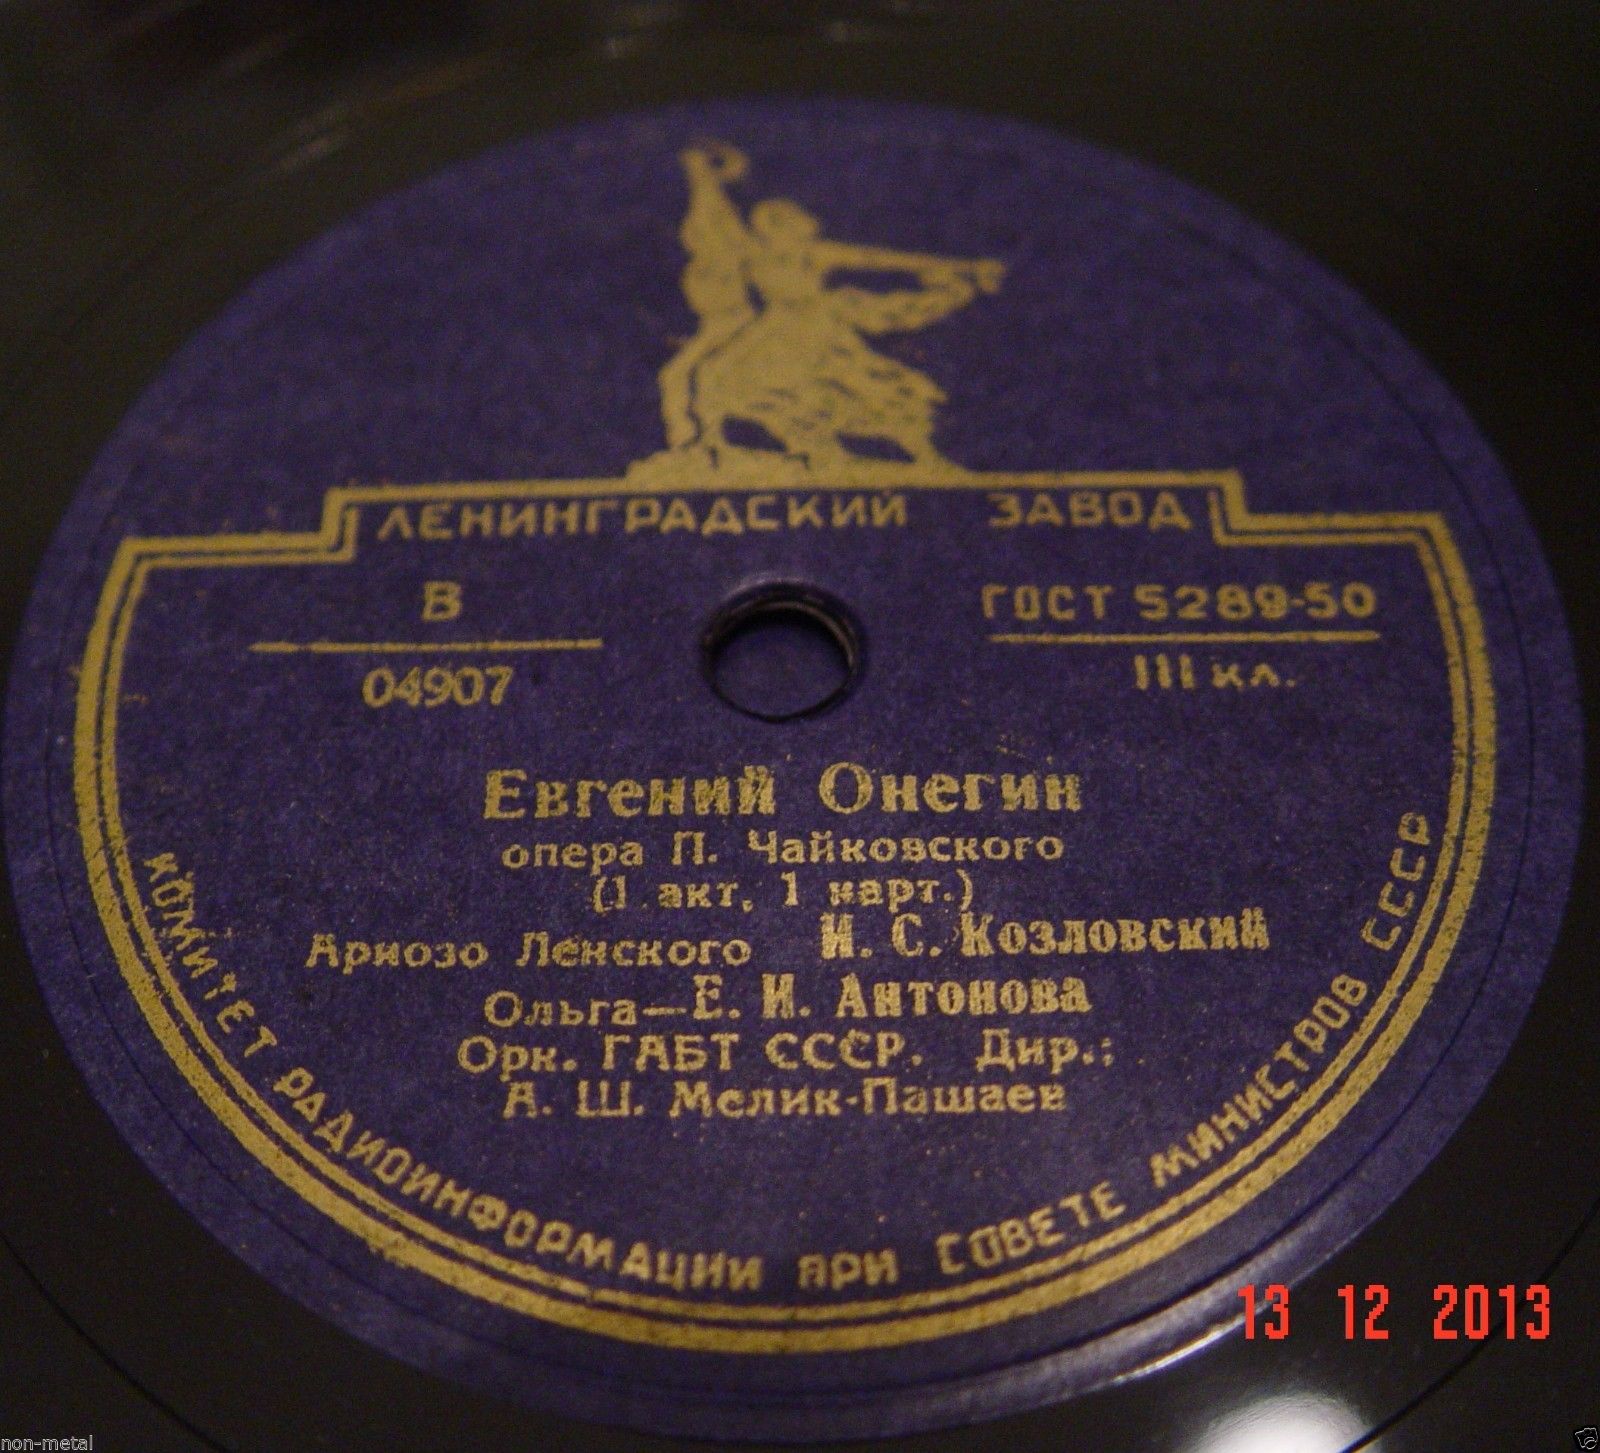 ЛЕНИНГРАДСКИЙ ЗАВОД
В
04907
ГОСТ 5289-50
III кл.
Евгений Онегин
опера П. Чайковского
(1 акт, 1 карт.)
Ариозо Ленского И. С. Козловский
Ольга—Е. И. Антонова
Орк. ГАБТ СССР. Дир.:
А. Ш. Мелик-Пашаев
КОМИТЕТ РАДИОИНФОРМАЦИИ ПРИ СОВЕТЕ МИНИСТРОВ СССР
13 12 2013
non-metal